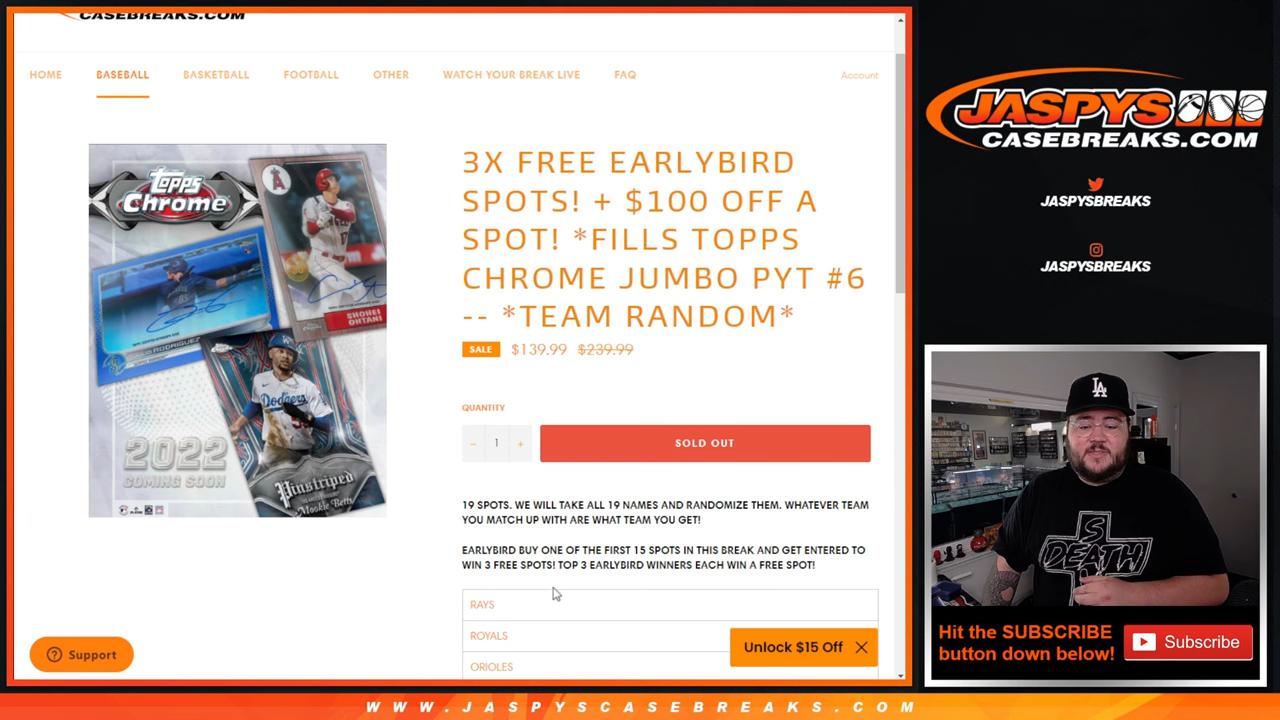 CASEBREAKS.COM
HOME BASEBALL BASKETBALL FOOTBALL OTHER WATCH YOUR BREAK LIVE FAQ Account
Topps
Chrome
SHOHEI
OHTANI
Dodgers
2022
COMING SOON
Pinstriped
Mookie Betts
3X FREE EARLYBIRD
SPOTS! + $100 OFF A
SPOT! *FILLS TOPPS
CHROME JUMBO PYT #6
-- *TEAM RANDOM*
SALE $139.99 $239.99
QUANTITY
− 1 +
SOLD OUT
19 SPOTS. WE WILL TAKE ALL 19 NAMES AND RANDOMIZE THEM. WHATEVER TEAM
YOU MATCH UP WITH ARE WHAT TEAM YOU GET!
EARLYBIRD BUY ONE OF THE FIRST 15 SPOTS IN THIS BREAK AND GET ENTERED TO
WIN 3 FREE SPOTS! TOP 3 EARLYBIRD WINNERS EACH WIN A FREE SPOT!
RAYS
ROYALS
ORIOLES
Support
Unlock $15 Off
JASPYS
CASEBREAKS.COM
JASPYSBREAKS
JASPYSBREAKS
LA
DEATH
Hit the SUBSCRIBE
button down below!
Subscribe
WWW.JASPYSCASEBREAKS.COM